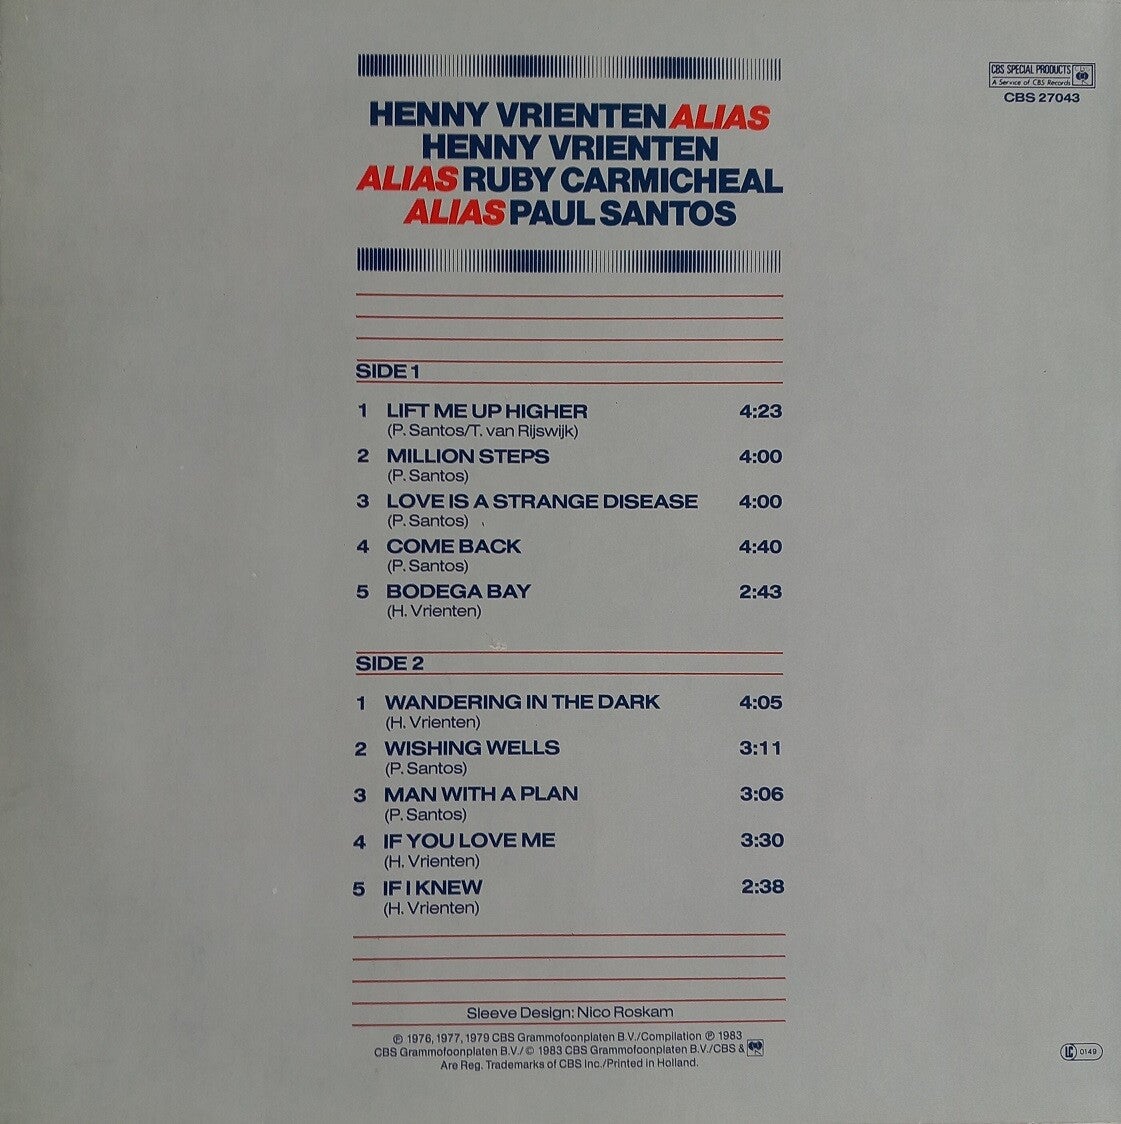 CBS SPECIAL PRODUCTS
A Service of CBS Records
CBS 27043
HENNY VRIENTEN ALIAS
HENNY VRIENTEN
ALIAS RUBY CARMICHEAL
ALIAS PAUL SANTOS
SIDE 1
1 LIFT ME UP HIGHER 4:23
(P. Santos/T. van Rijswijk)
2 MILLION STEPS 4:00
(P. Santos)
3 LOVE IS A STRANGE DISEASE 4:00
(P. Santos)
4 COME BACK 4:40
(P. Santos)
5 BODEGA BAY 2:43
(H. Vrienten)
SIDE 2
1 WANDERING IN THE DARK 4:05
(H. Vrienten)
2 WISHING WELLS 3:11
(P. Santos)
3 MAN WITH A PLAN 3:06
(P. Santos)
4 IF YOU LOVE ME 3:30
(H. Vrienten)
5 IF I KNEW 2:38
(H. Vrienten)
Sleeve Design: Nico Roskam
℗ 1976, 1977, 1979 CBS Grammofoonplaten B.V./Compilation ℗ 1983
CBS Grammofoonplaten B.V./© 1983 CBS Grammofoonplaten B.V./CBS &
Are Reg. Trademarks of CBS Inc./Printed in Holland.
LC 0149